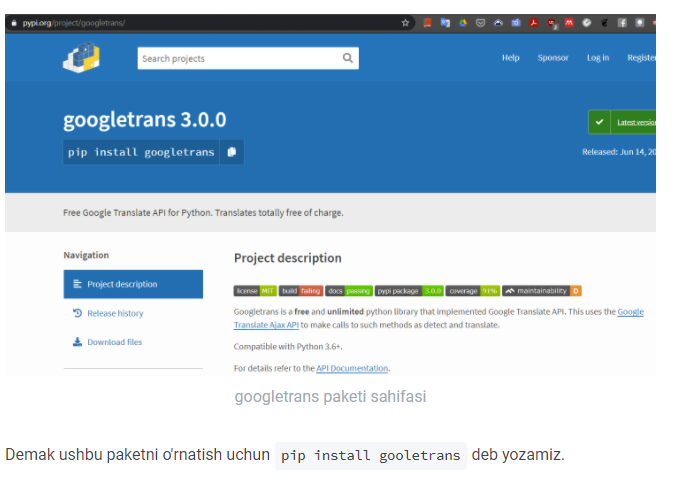 pypi.org/project/googletrans/
Search projects
Help Sponsor Log in Register
googletrans 3.0.0
pip install googletrans
Latest version
Released: Jun 14, 20
Free Google Translate API for Python. Translates totally free of charge.
Navigation
Project description
Release history
Download files
Project description
license MIT build failing docs passing pypi package 3.0.0 coverage 91% maintainability D
Googletrans is a free and unlimited python library that implemented Google Translate API. This uses the Google
Translate Ajax API to make calls to such methods as detect and translate.
Compatible with Python 3.6+.
For details refer to the API Documentation.
googletrans paketi sahifasi
Demak ushbu paketni o'rnatish uchun pip install gooletrans deb yozamiz.